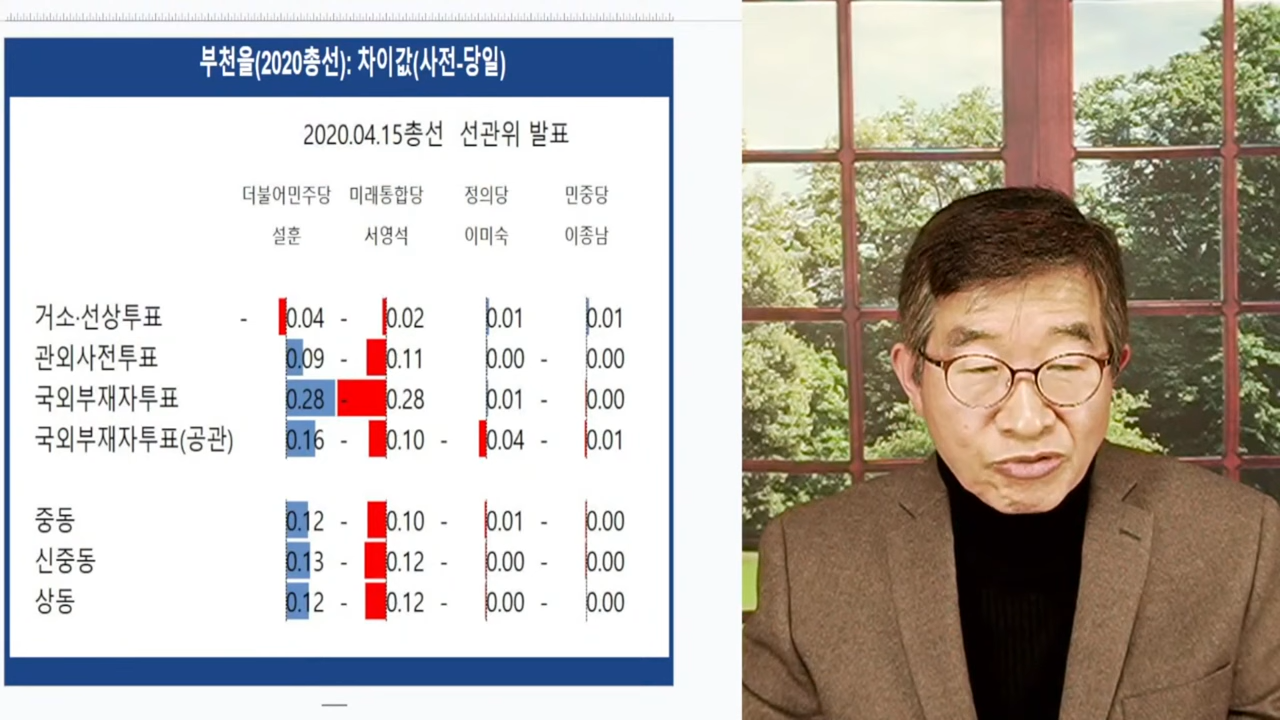 부천을(2020총선): 차이값(사전-당일)
2020.04.15총선 선관위 발표
더불어민주당 미래통합당 정의당 민중당
설훈 서영석 이미숙 이종남
거소·선상투표 - 0.04 - 0.02 0.01 0.01
관외사전투표 0.09 - 0.11 0.00 - 0.00
국외부재자투표 0.28 - 0.28 0.01 - 0.00
국외부재자투표(공관) 0.16 - 0.10 - 0.04 - 0.01
중동 0.12 - 0.10 - 0.01 - 0.00
신중동 0.13 - 0.12 - 0.00 - 0.00
상동 0.12 - 0.12 - 0.00 - 0.00